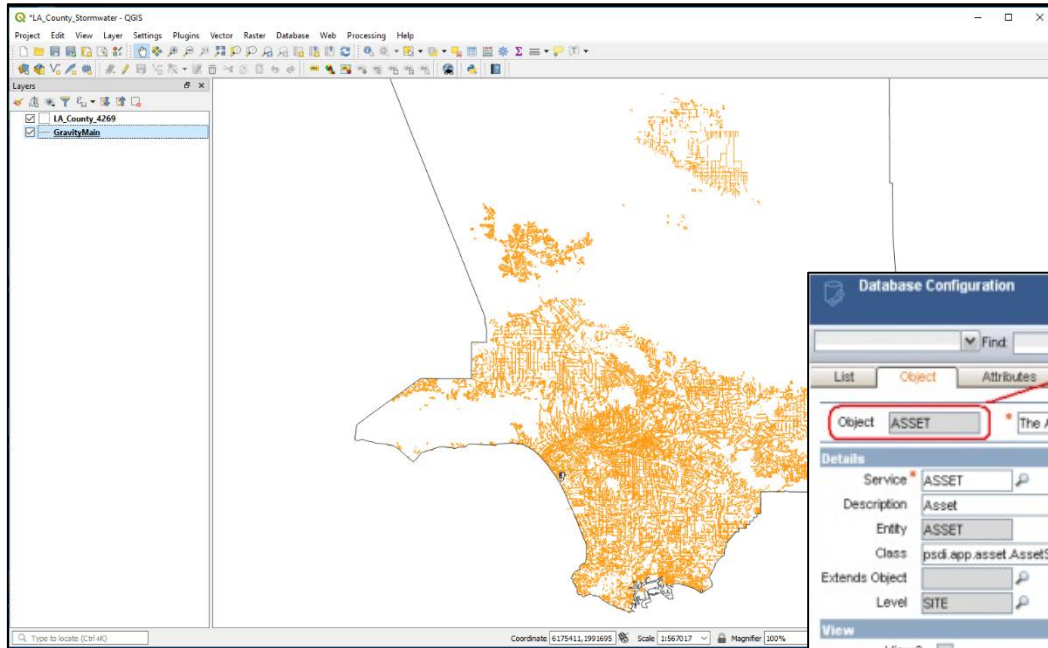 *LA_County_Stormwater - QGIS
Project Edit View Layer Settings Plugins Vector Raster Database Web Processing Help
Layers
LA_County_4269
GravityMain
Type to locate (Ctrl+K)
Coordinate 6175411,1991695 Scale 1:567017 Magnifier 100%
Database Configuration
Find:
List Object Attributes
Object ASSET * The A
Details
Service * ASSET
Description Asset
Entity ASSET
Class psdi.app.asset.AssetS
Extends Object
Level SITE
View